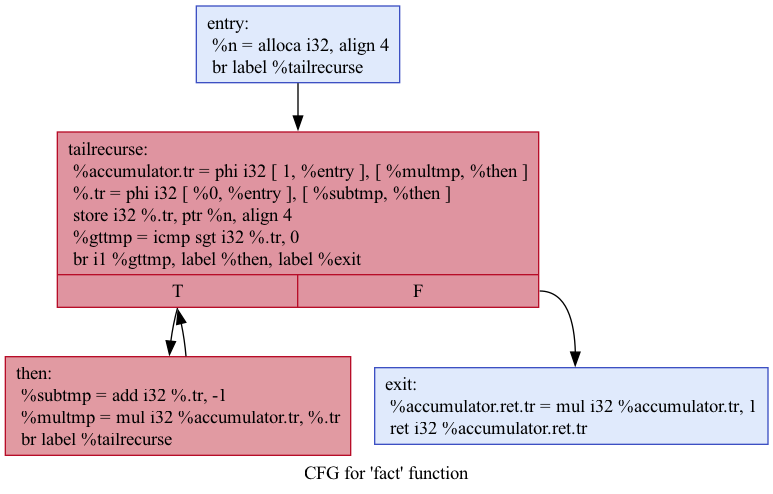 entry:
%n = alloca i32, align 4
br label %tailrecurse
tailrecurse:
%accumulator.tr = phi i32 [ 1, %entry ], [ %multmp, %then ]
%.tr = phi i32 [ %0, %entry ], [ %subtmp, %then ]
store i32 %.tr, ptr %n, align 4
%gttmp = icmp sgt i32 %.tr, 0
br i1 %gttmp, label %then, label %exit
T
F
then:
%subtmp = add i32 %.tr, -1
%multmp = mul i32 %accumulator.tr, %.tr
br label %tailrecurse
exit:
%accumulator.ret.tr = mul i32 %accumulator.tr, 1
ret i32 %accumulator.ret.tr
CFG for 'fact' function